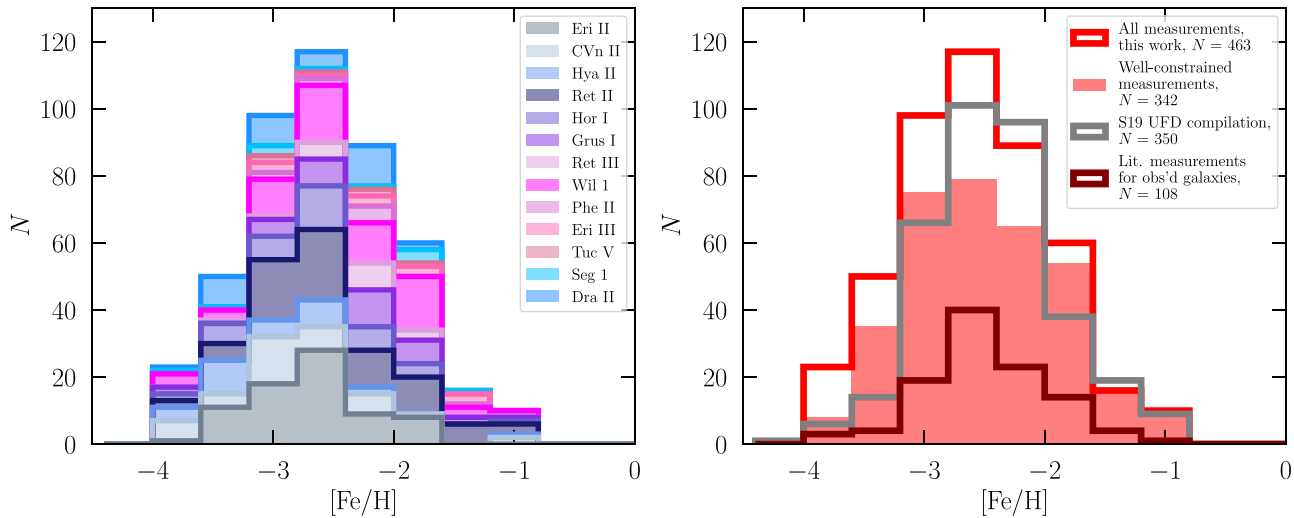 120
100
80
60
40
20
0
N
Eri II
CVn II
Hya II
Ret II
Hor I
Grus I
Ret III
Wil 1
Phe II
Eri III
Tuc V
Seg 1
Dra II
−4
−3
−2
−1
0
[Fe/H]
120
100
80
60
40
20
0
N
All measurements,
this work, N = 463
Well-constrained
measurements,
N = 342
S19 UFD compilation,
N = 350
Lit. measurements
for obs'd galaxies,
N = 108
−4
−3
−2
−1
0
[Fe/H]